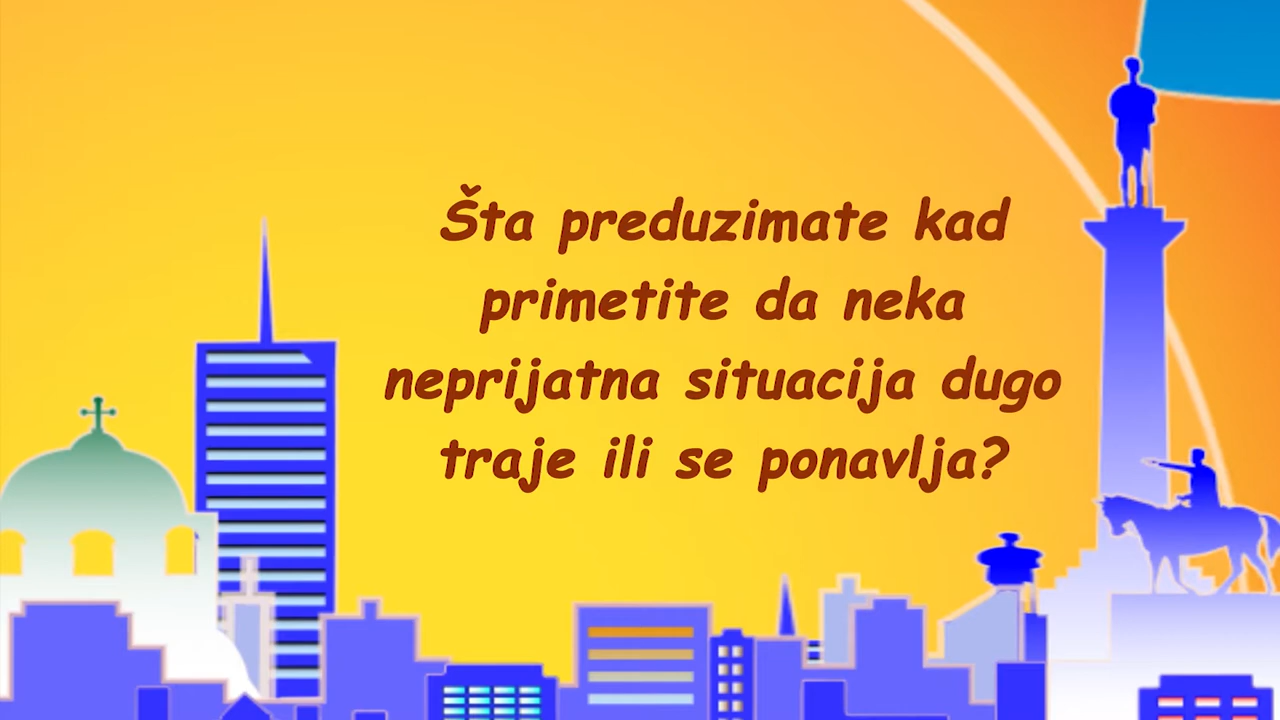 Šta preduzimate kad
primetite da neka
neprijatna situacija dugo
traje ili se ponavlja?